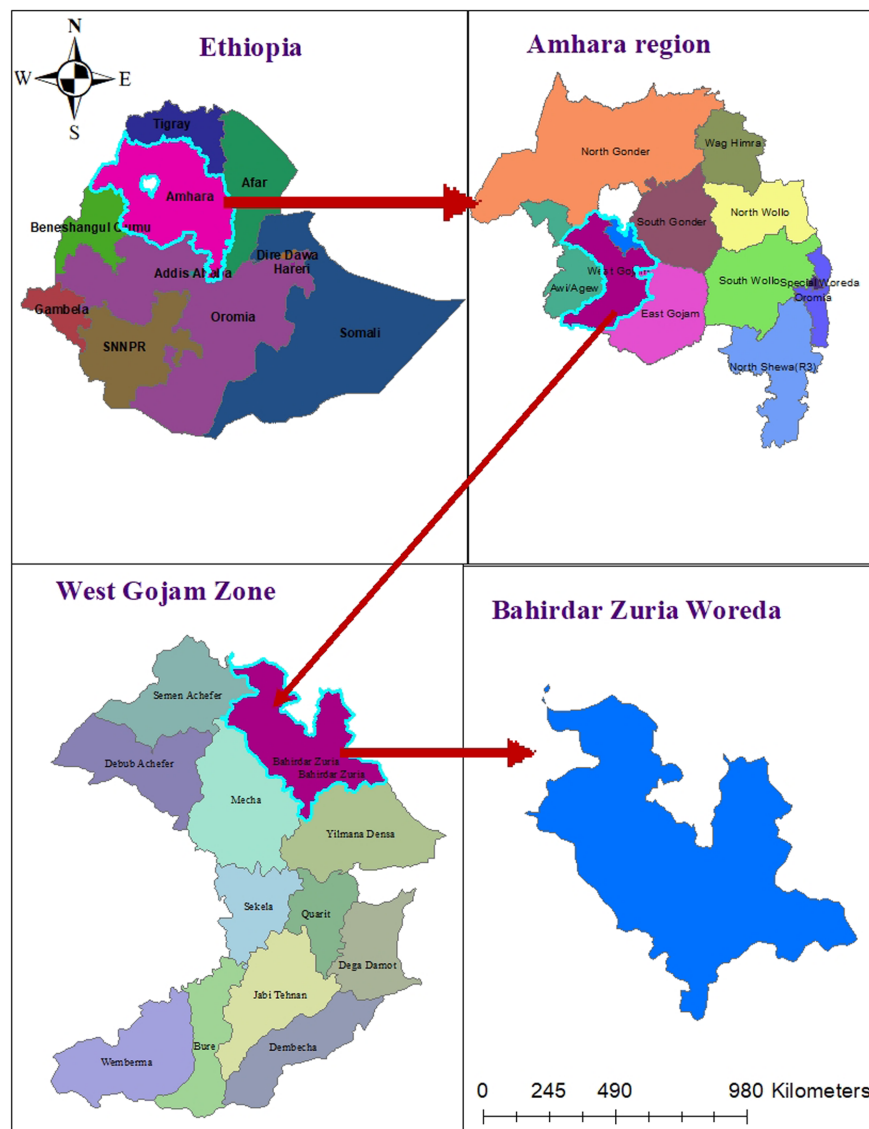 Ethiopia
N
W
E
S
Tigray
Afar
Amhara
Beneshangul Gumu
Dire Dawa
Hareri
Addis Ababa
Gambela
Oromia
Somali
SNNPR
Amhara region
Wag Himra
North Gonder
North Wollo
South Gonder
West Gojam
South Wollo
Special Woreda
Oromia
Awi/Agew
East Gojam
North Shewa(R3)
West Gojam Zone
Semen Achefer
Debub Achefer
Bahirdar Zuria
Bahirdar Zuria
Mecha
Yilmana Densa
Sekela
Quarit
Dega Damot
Jabi Tehnan
Bure
Dembecha
Wemberma
Bahirdar Zuria Woreda
0 245 490 980 Kilometers